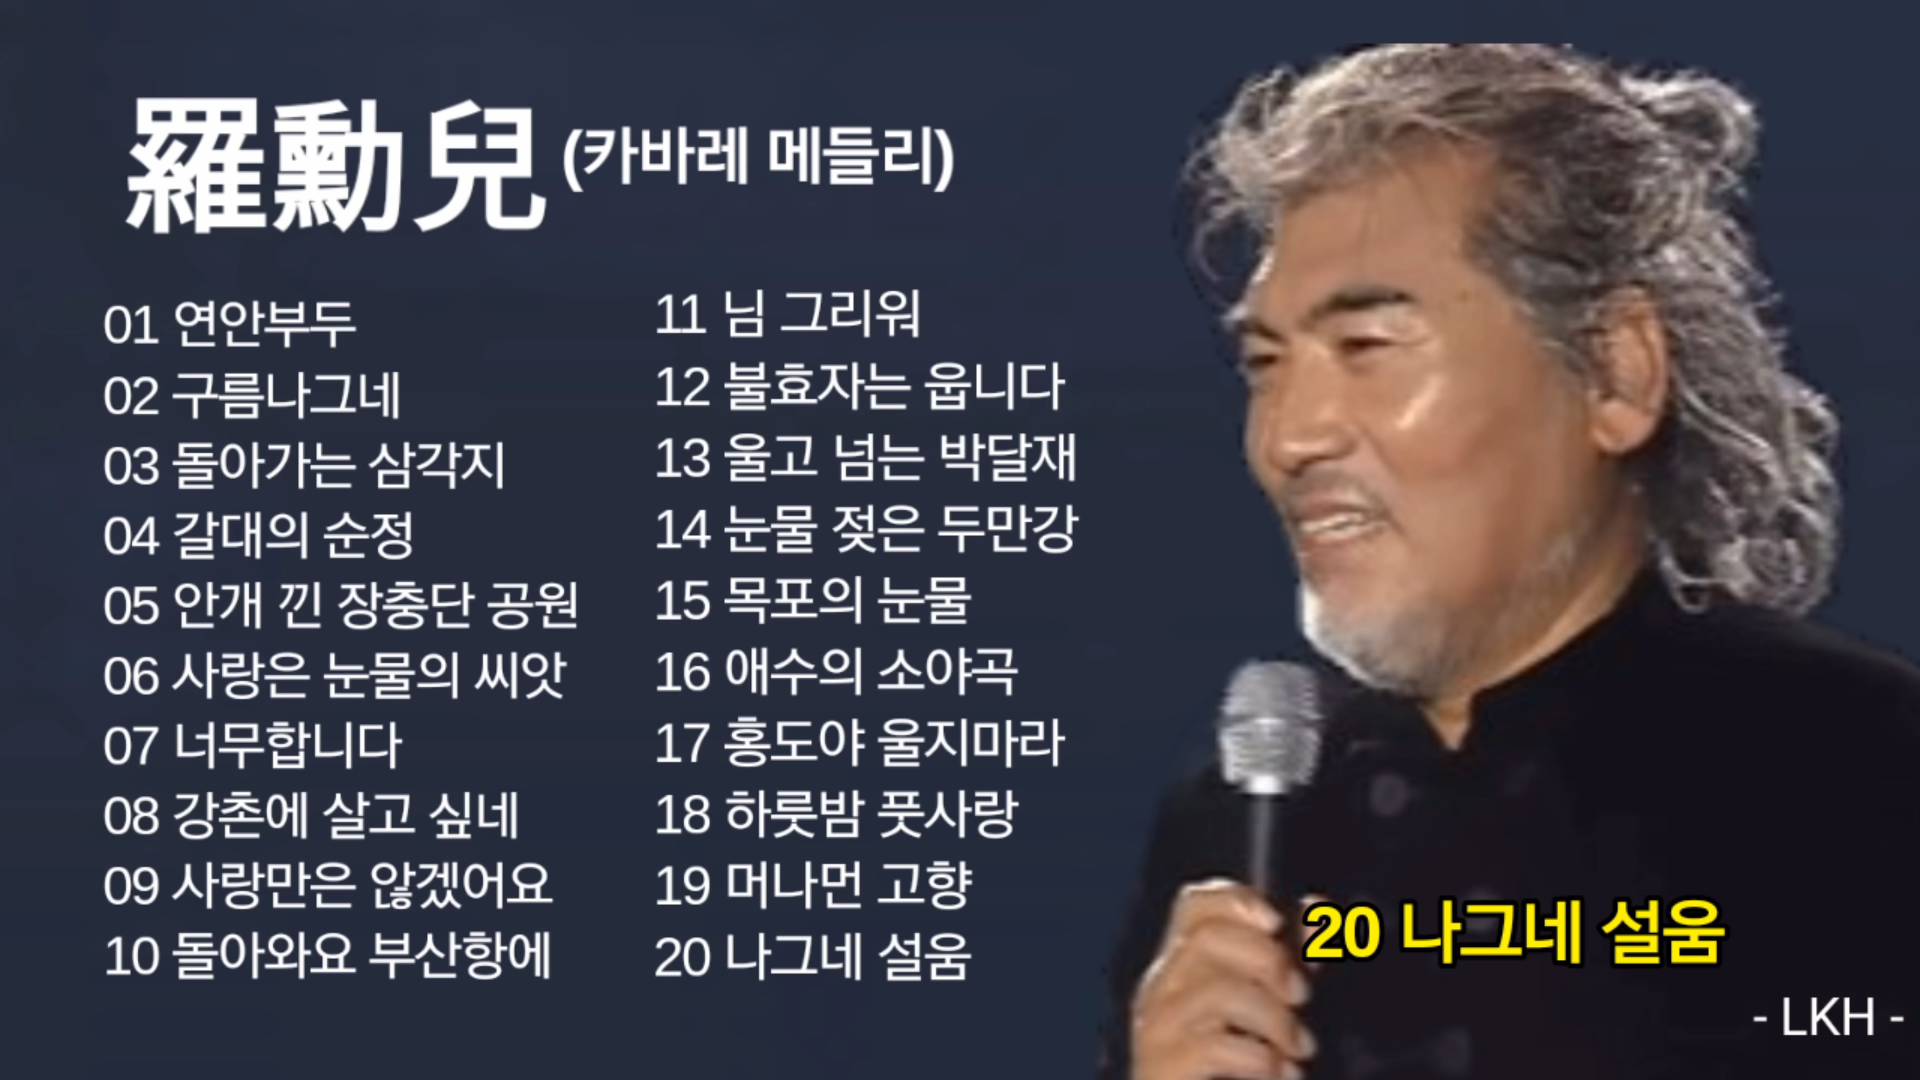 羅勳兒 (카바레 메들리)
01 연안부두
02 구름나그네
03 돌아가는 삼각지
04 갈대의 순정
05 안개 낀 장충단 공원
06 사랑은 눈물의 씨앗
07 너무합니다
08 강촌에 살고 싶네
09 사랑만은 않겠어요
10 돌아와요 부산항에
11 님 그리워
12 불효자는 웁니다
13 울고 넘는 박달재
14 눈물 젖은 두만강
15 목포의 눈물
16 애수의 소야곡
17 홍도야 울지마라
18 하룻밤 풋사랑
19 머나먼 고향
20 나그네 설움
20 나그네 설움
- LKH -